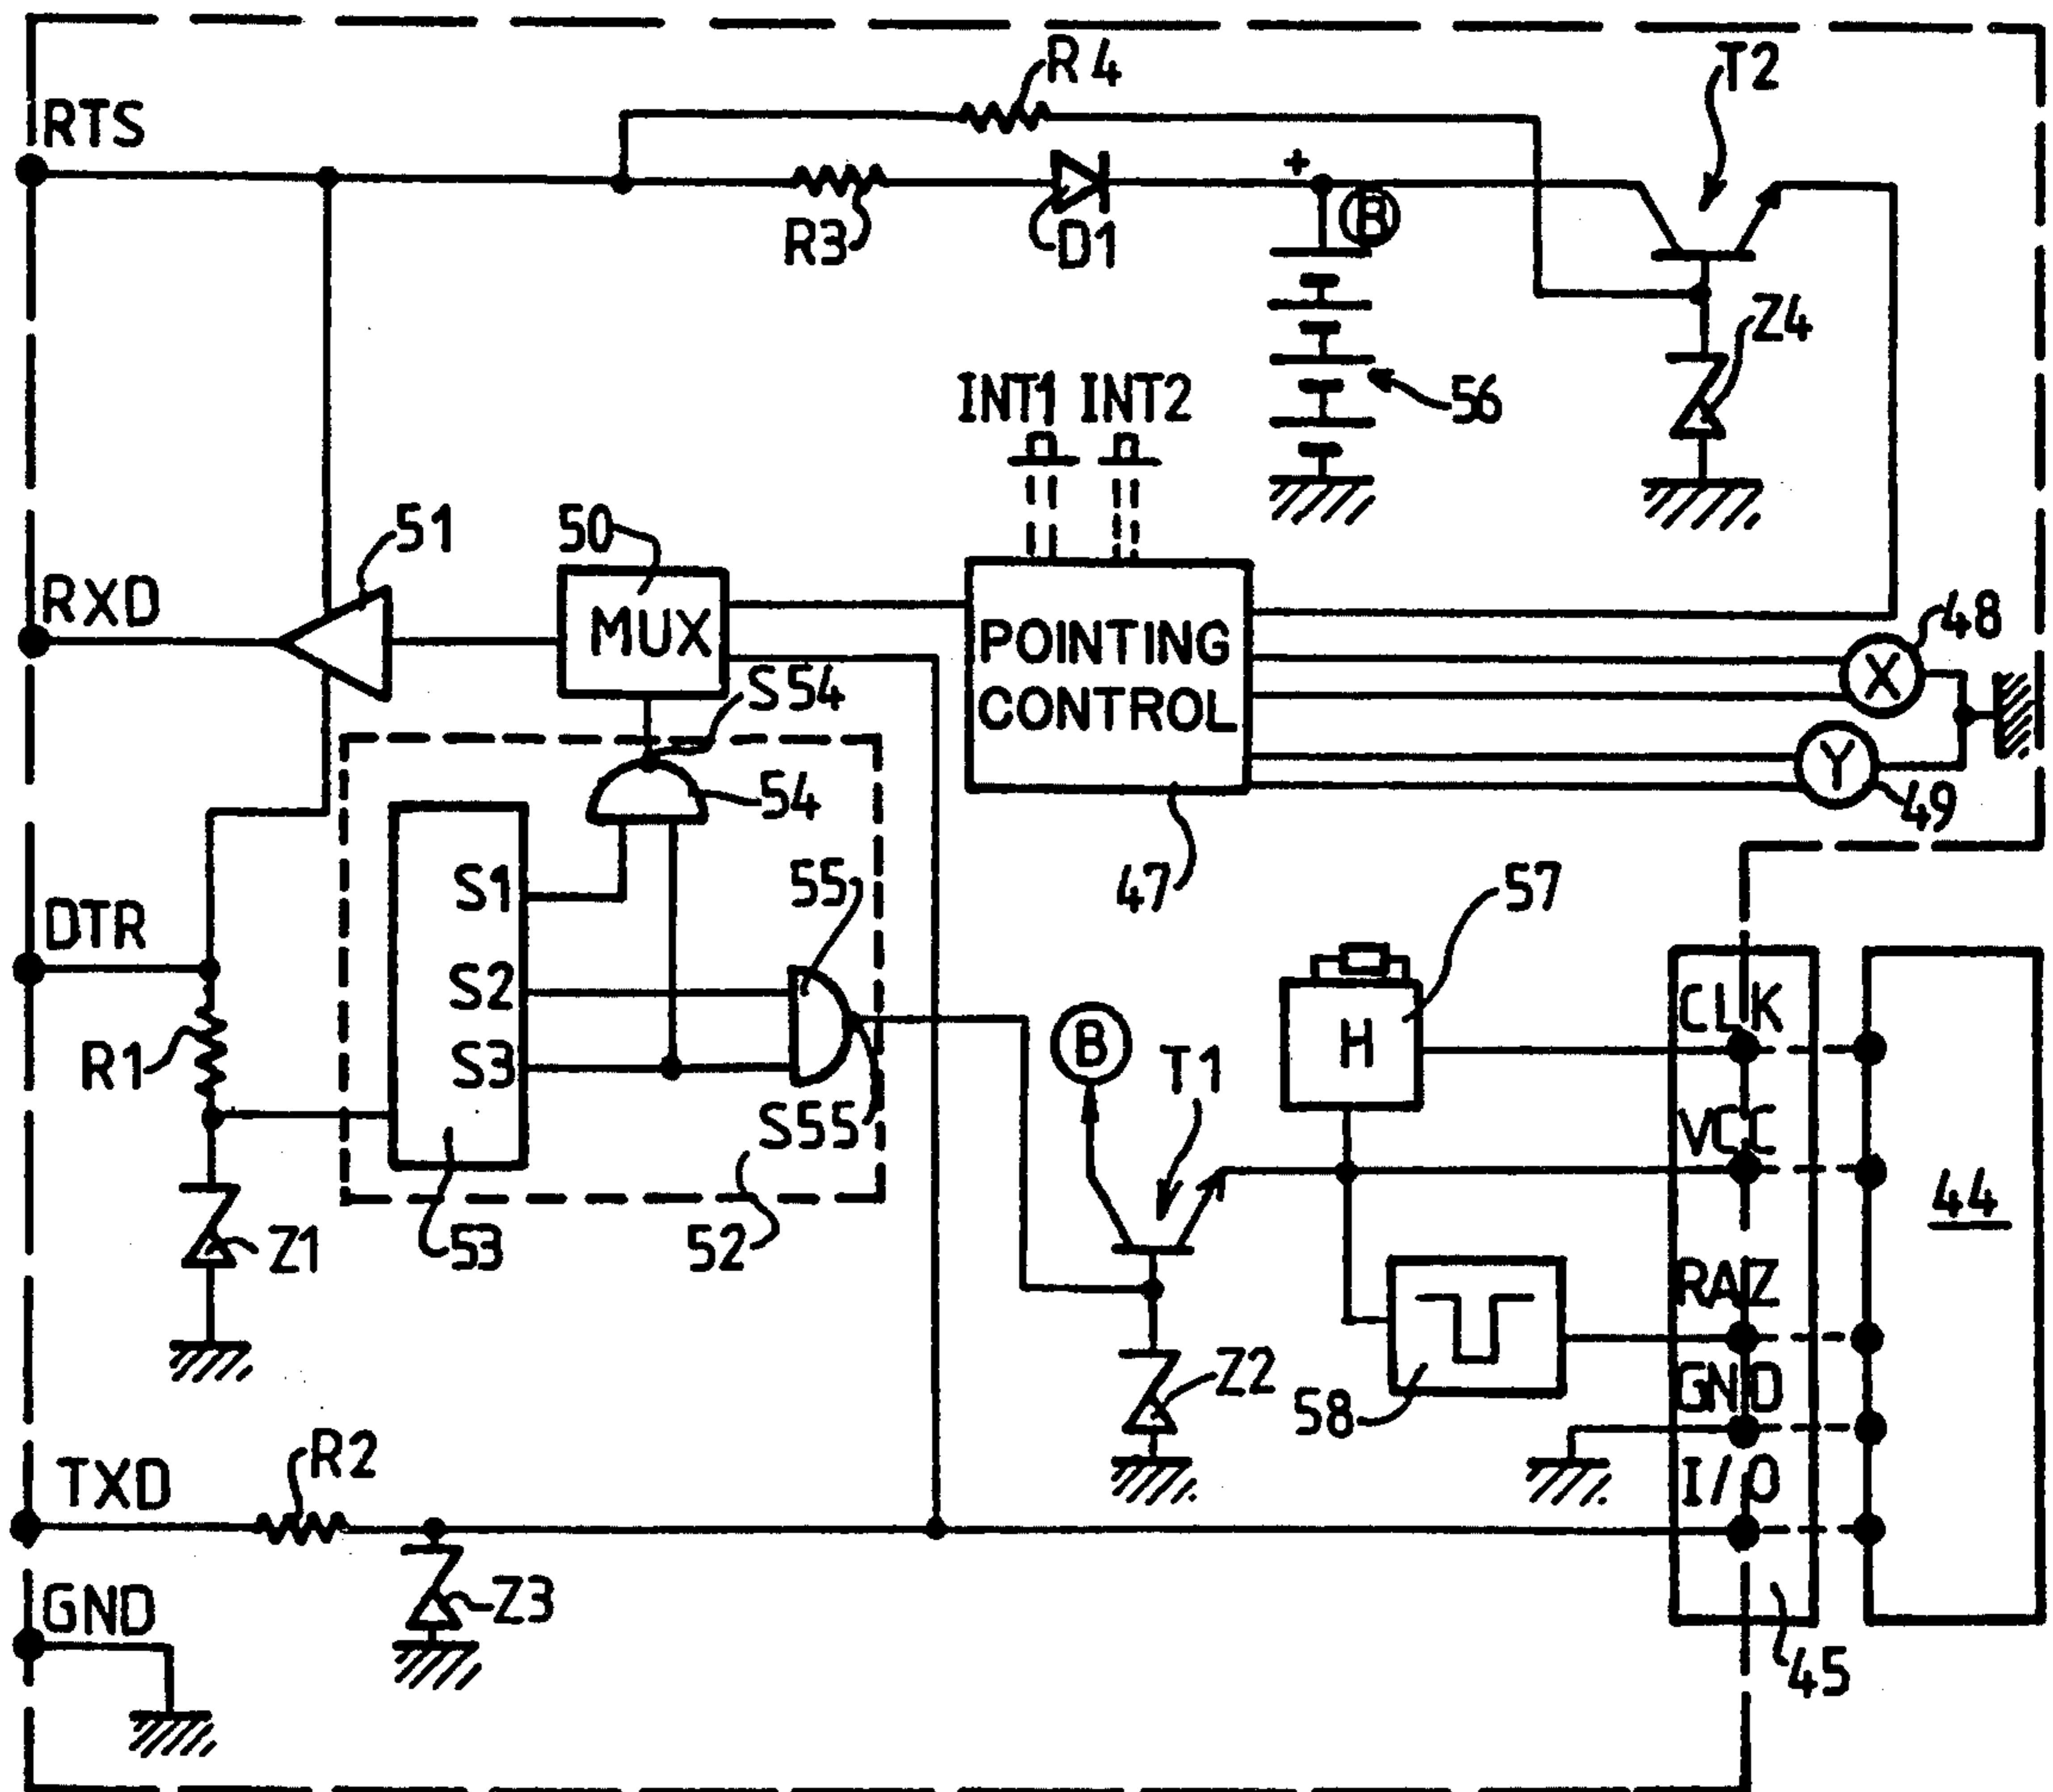 R4
T2
RTS
+
B
R3
D1
Z4
INT1 INT2
56
51
50
RXD
MUX
POINTING
CONTROL
48
X
S54
Y
54
49
S1
55
47
57
DTR
S2
CLK
R1
S3
B
T1
H
S55
VCC
44
Z1
53
52
RAZ
Z2
GND
58
R2
TXD
I/O
Z3
GND
45